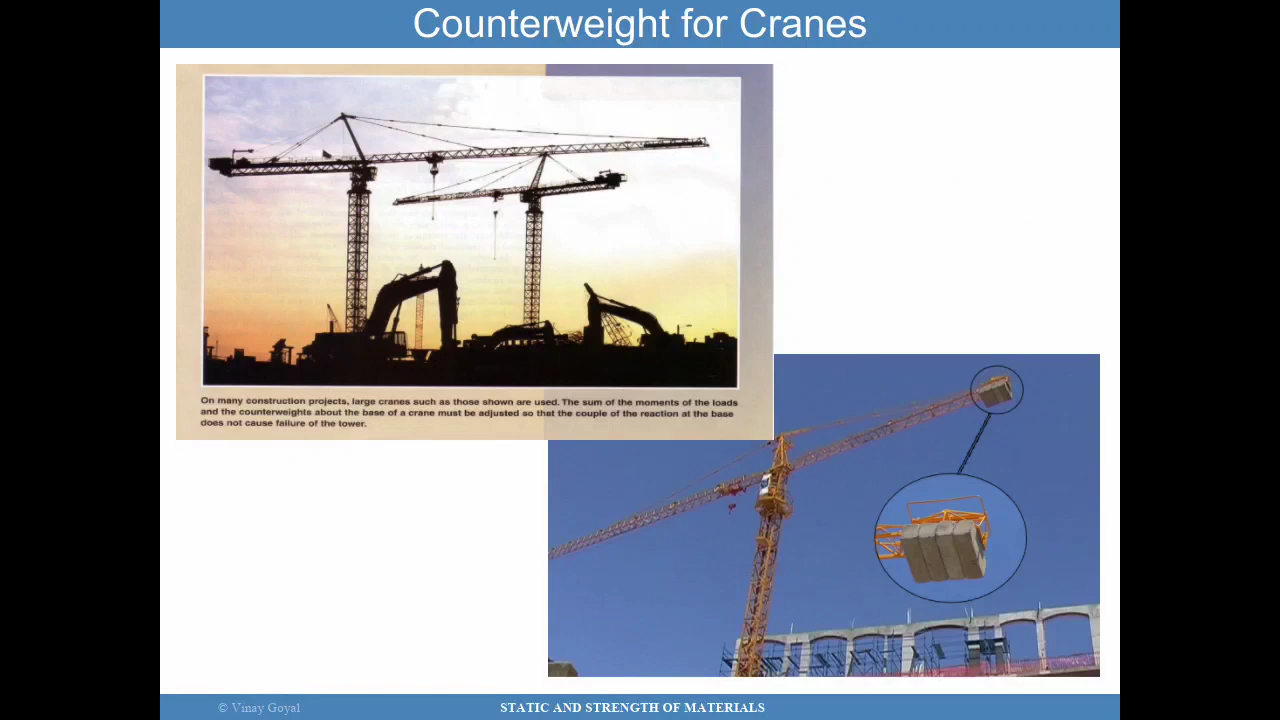 Counterweight for Cranes
On many construction projects, large cranes such as those shown are used. The sum of the moments of the loads
and the counterweights about the base of a crane must be adjusted so that the couple of the reaction at the base
does not cause failure of the tower.
© Vinay Goyal
STATIC AND STRENGTH OF MATERIALS